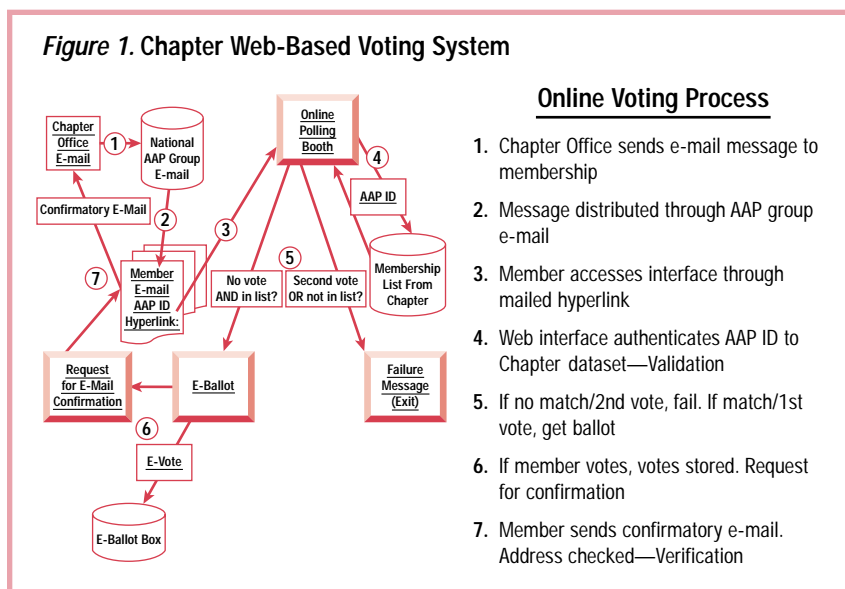 Figure 1. Chapter Web-Based Voting System
Chapter
Office
E-mail
1
National
AAP Group
E-mail
Online
Polling
Booth
4
AAP ID
Confirmatory E-Mail
2
3
Membership
List From
Chapter
7
Member
E-mail
AAP ID
Hyperlink:
5
No vote
AND in list?
Second vote
OR not in list?
Request
for E-Mail
Confirmation
E-Ballot
Failure
Message
(Exit)
6
E-Vote
E-Ballot Box
Online Voting Process
1. Chapter Office sends e-mail message to
membership
2. Message distributed through AAP group
e-mail
3. Member accesses interface through
mailed hyperlink
4. Web interface authenticates AAP ID to
Chapter dataset—Validation
5. If no match/2nd vote, fail. If match/1st
vote, get ballot
6. If member votes, votes stored. Request
for confirmation
7. Member sends confirmatory e-mail.
Address checked—Verification